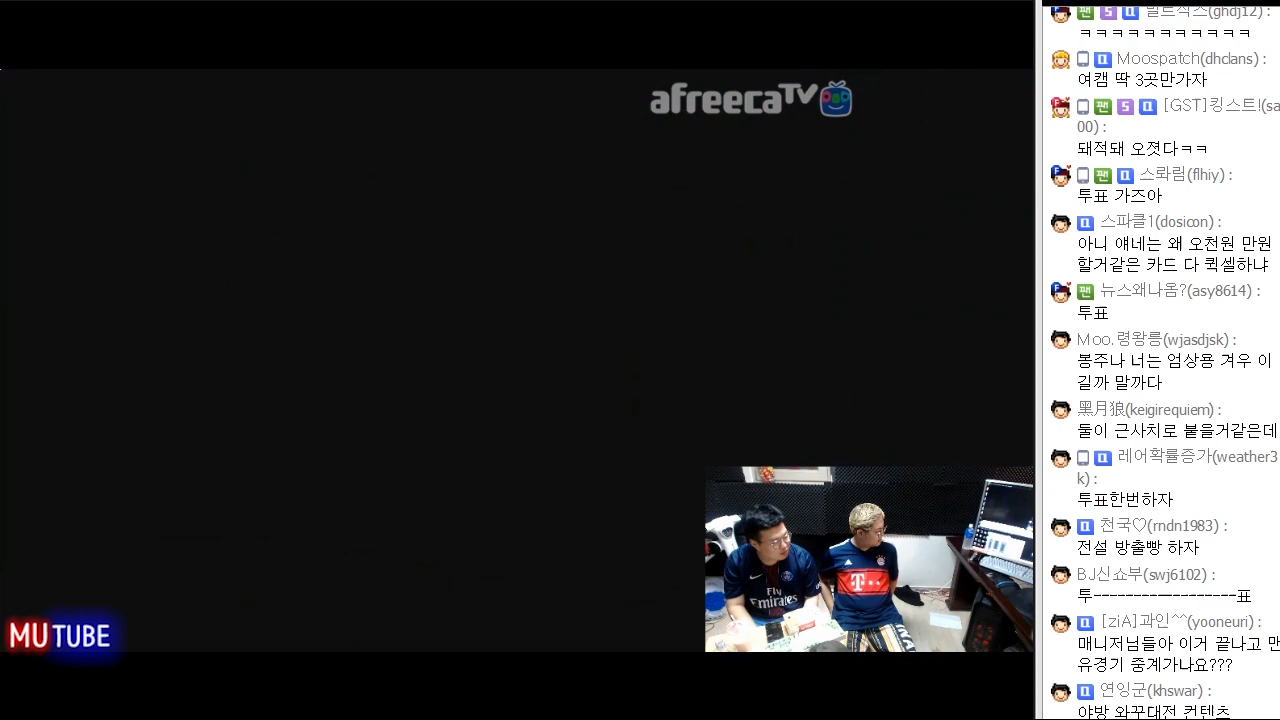 afreecaTV
MUTUBE
Fly
Emirates
T
(ghdj12) :
ㅋㅋㅋㅋㅋㅋㅋㅋㅋㅋㅋ
Moospatch(dhclans) :
여캠 딱 3곳만가자
팬 S [GST]킹스트l(sa
00) :
돼적돼 오졋다ㅋㅋ
팬 스롸림(flhiy) :
투표 가즈아
스파클1(dosicon) :
아니 얘네는 왜 오천원 만원
할거같은 카드 다 퀵셀하냐
팬 뉴스왜나옴?(asy8614) :
투표
Moo.령왕릉(wjasdjsk) :
봉주나 너는 엄상용 겨우 이
길까 말까다
黑月狼(keigirequiem) :
둘이 근사치로 붙을거같은데
레어확률증가(weather3
k) :
투표한번하자
천국♡(rndn1983) :
전설 방출빵 하자
BJ신쇼부(swj6102) :
투------------------표
[ziA]과인^^(yooneuri) :
매니저님들아 이거 끝나고 맨
유경기 중계가나요???
연잉군(khswar) :
야방 와꾸대전 컨텐츠